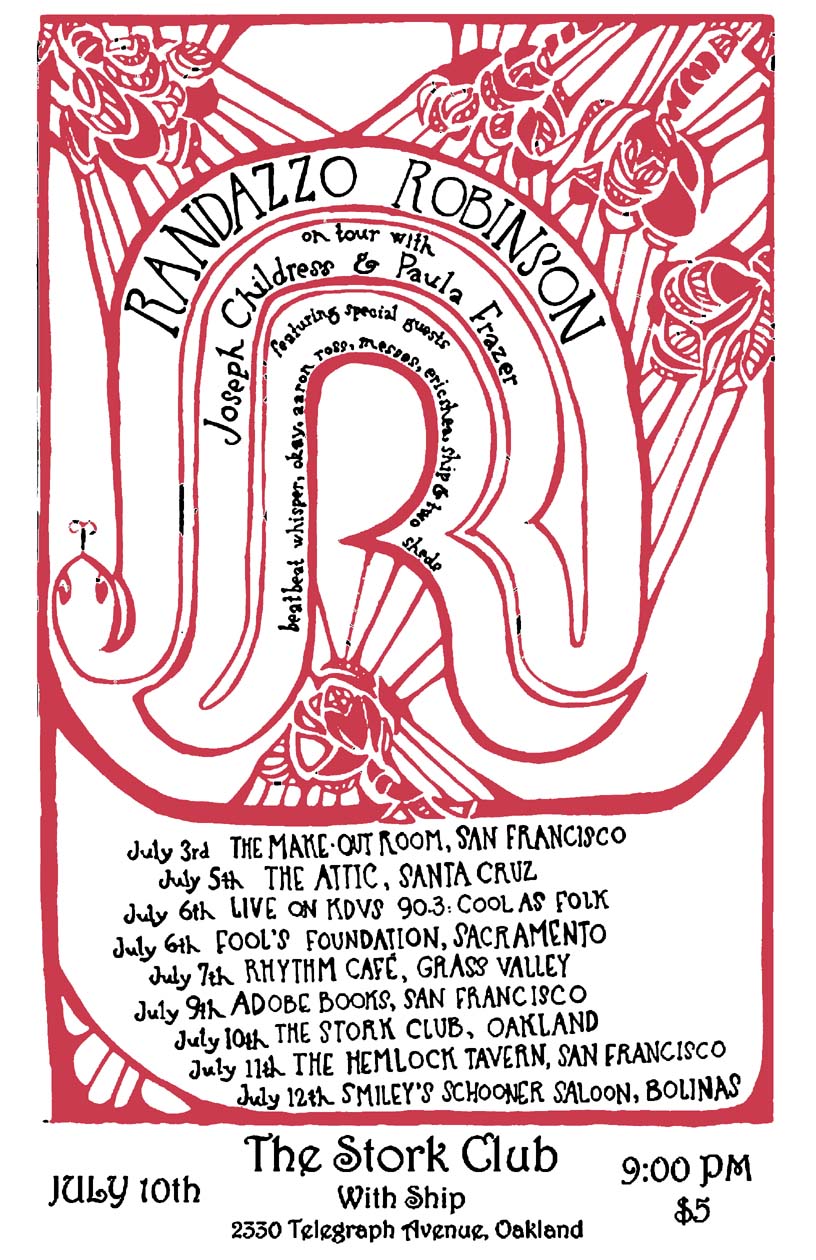 RANDAZZO ROBINSON
on tour with
Joseph Childress & Paula Frazer
featuring special guests
beatbeat whisper, okay, aaron ross, messes, eric shea, ship & two sheds
July 3rd THE MAKE-OUT ROOM, SAN FRANCISCO
July 5th THE ATTIC, SANTA CRUZ
July 6th LIVE ON KDVS 90.3: COOL AS FOLK
July 6th FOOL'S FOUNDATION, SACRAMENTO
July 7th RHYTHM CAFÉ, GRASS VALLEY
July 9th ADOBE BOOKS, SAN FRANCISCO
July 10th THE STORK CLUB, OAKLAND
July 11th THE HEMLOCK TAVERN, SAN FRANCISCO
July 12th SMILEY'S SCHOONER SALOON, BOLINAS
The Stork Club
JULY 10th
With Ship
9:00 PM
$5
2330 Telegraph Avenue, Oakland